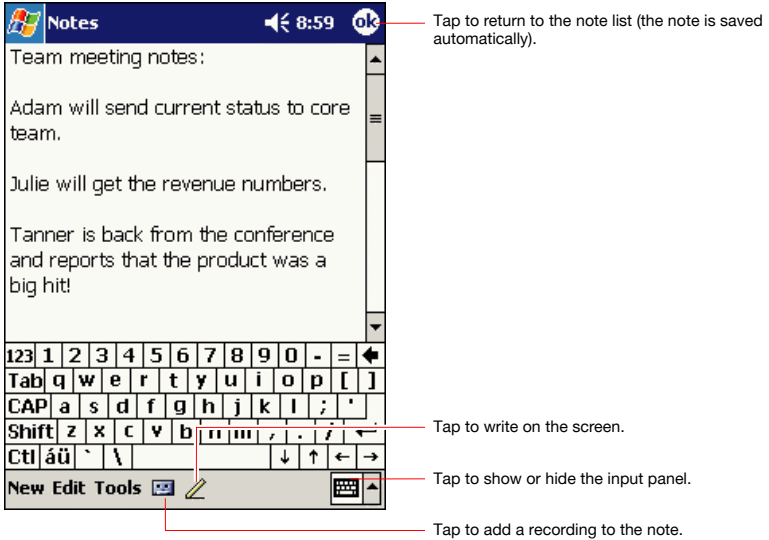 Notes 8:59 ok
Tap to return to the note list (the note is saved
automatically).
Team meeting notes:
Adam will send current status to core
team.
Julie will get the revenue numbers.
Tanner is back from the conference
and reports that the product was a
big hit!
123 1 2 3 4 5 6 7 8 9 0 - =
Tab q w e r t y u i o p [ ]
CAP a s d f g h j k l ; '
Shift z x c v b n m , . /
Ctl áü ` \ ↓ ↑ ← →
Tap to write on the screen.
Tap to show or hide the input panel.
New Edit Tools
Tap to add a recording to the note.